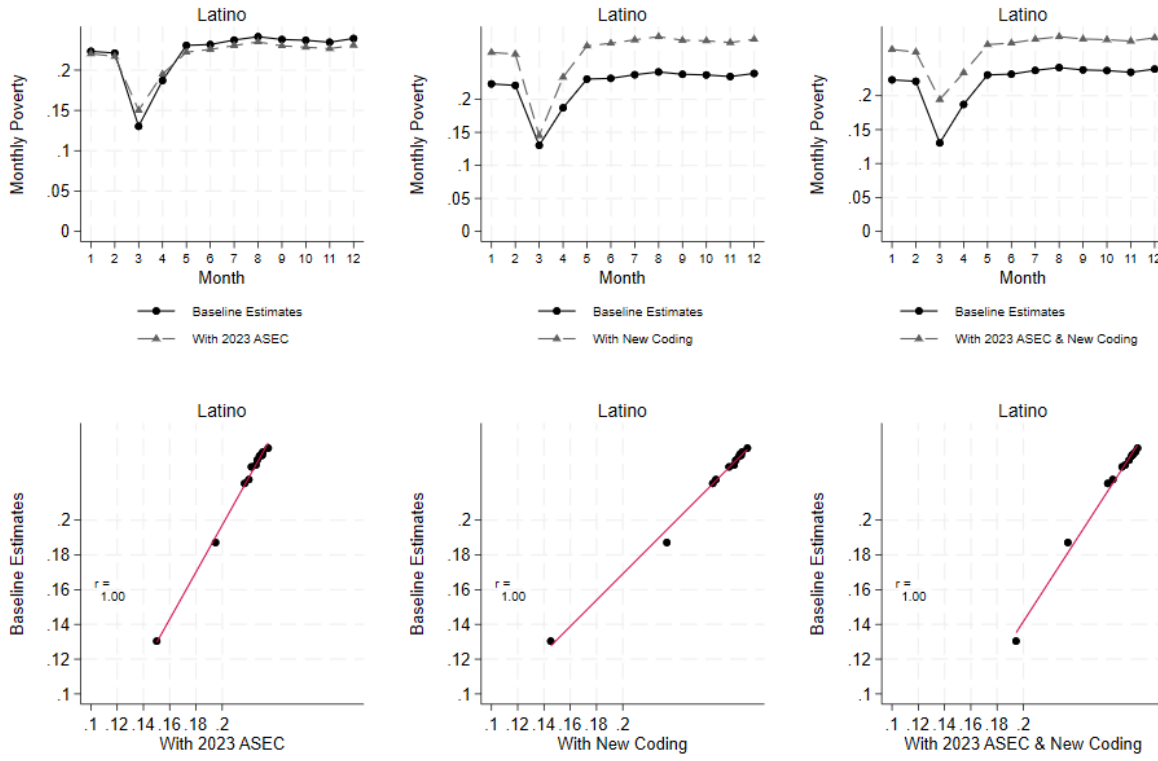 Latino
Monthly Poverty
.2
.15
.1
.05
0
1 2 3 4 5 6 7 8 9 10 11 12
Month
Baseline Estimates
With 2023 ASEC
Latino
Monthly Poverty
.2
.15
.1
.05
0
1 2 3 4 5 6 7 8 9 10 11 12
Month
Baseline Estimates
With New Coding
Latino
Monthly Poverty
.2
.15
.1
.05
0
1 2 3 4 5 6 7 8 9 10 11 12
Month
Baseline Estimates
With 2023 ASEC & New Coding
Latino
Baseline Estimates
.2
.18
.16
.14
.12
.1
r =
1.00
.1 .12 .14 .16 .18 .2
With 2023 ASEC
Latino
Baseline Estimates
.2
.18
.16
.14
.12
.1
r =
1.00
.1 .12 .14 .16 .18 .2
With New Coding
Latino
Baseline Estimates
.2
.18
.16
.14
.12
.1
r =
1.00
.1 .12 .14 .16 .18 .2
With 2023 ASEC & New Coding